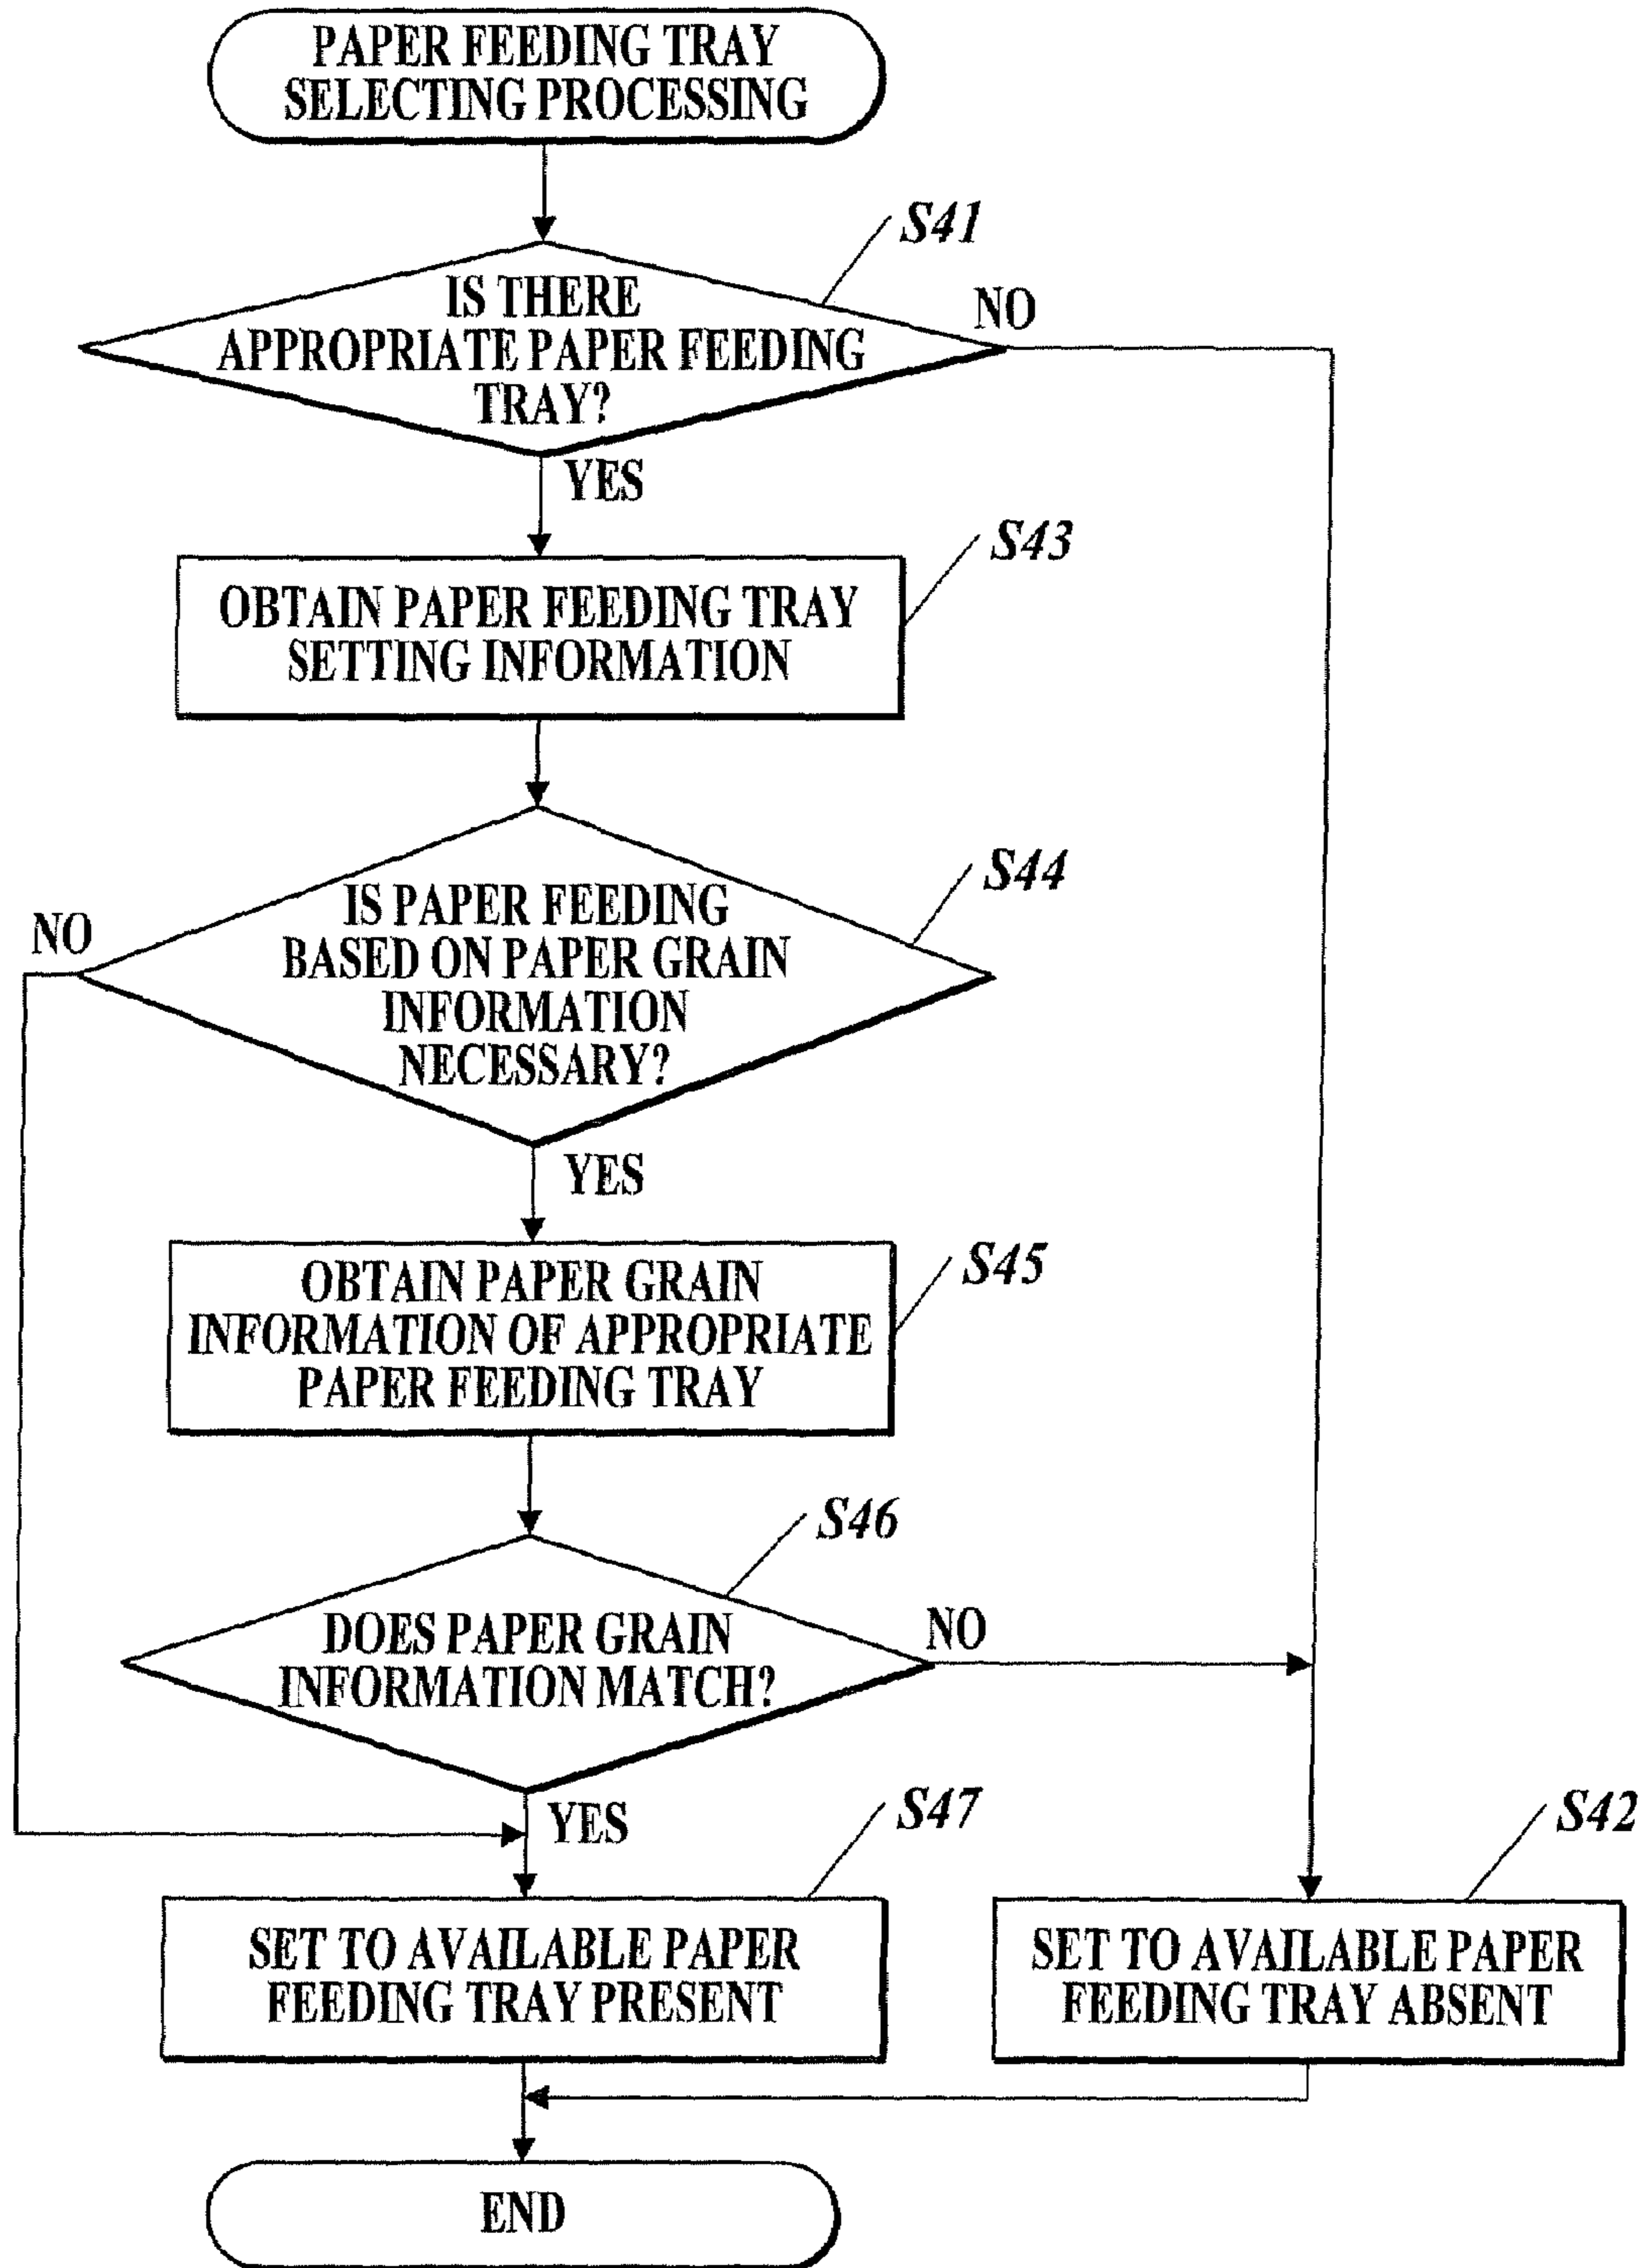 PAPER FEEDING TRAY
SELECTING PROCESSING
S41
IS THERE
APPROPRIATE PAPER FEEDING
TRAY?
NO
YES
S43
OBTAIN PAPER FEEDING TRAY
SETTING INFORMATION
S44
IS PAPER FEEDING
BASED ON PAPER GRAIN
INFORMATION
NECESSARY?
NO
YES
S45
OBTAIN PAPER GRAIN
INFORMATION OF APPROPRIATE
PAPER FEEDING TRAY
S46
DOES PAPER GRAIN
INFORMATION MATCH?
NO
YES
S47
SET TO AVAILABLE PAPER
FEEDING TRAY PRESENT
S42
SET TO AVAILABLE PAPER
FEEDING TRAY ABSENT
END